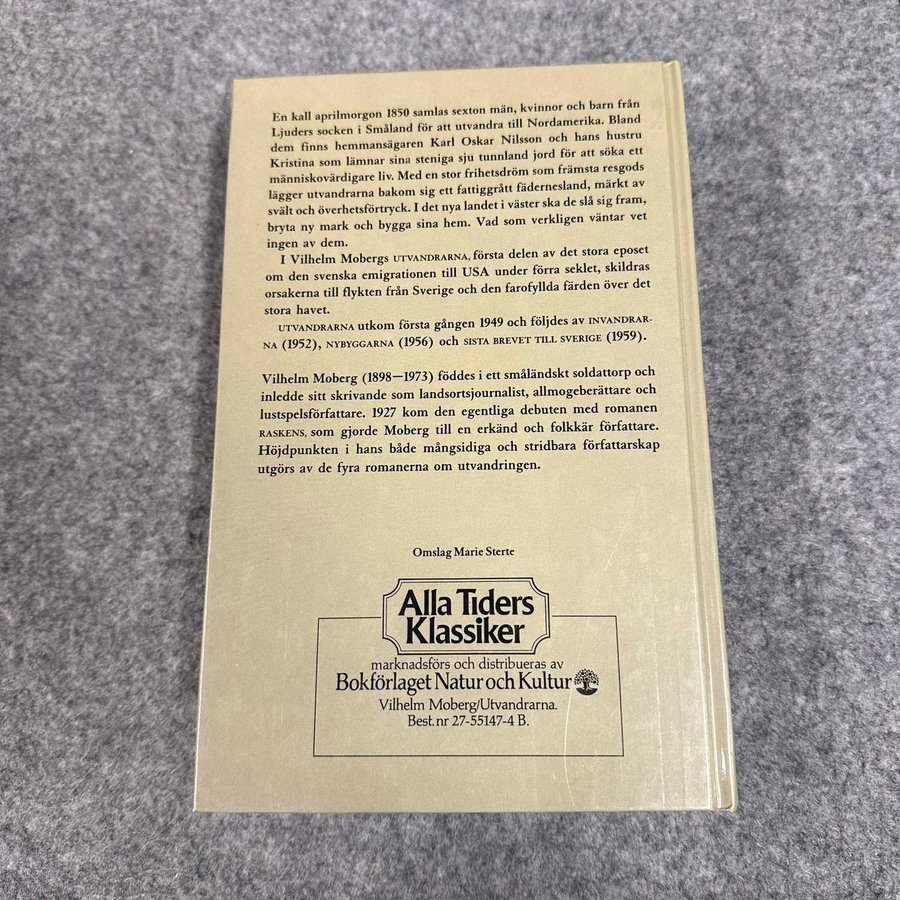 En kall aprilmorgon 1850 samlas sexton män, kvinnor och barn från
Ljuders socken i Småland för att utvandra till Nordamerika. Bland
dem finns hemmansägaren Karl Oskar Nilsson och hans hustru
Kristina som lämnar sina steniga sju tunnland jord för att söka ett
människovärdigare liv. Med en stor frihetsdröm som främsta resgods
lägger utvandrarna bakom sig ett fattiggrått fädernesland, märkt av
svält och överhetsförtryck. I det nya landet i väster ska de slå sig fram,
bryta ny mark och bygga sina hem. Vad som verkligen väntar vet
ingen av dem.
I Vilhelm Mobergs UTVANDRARNA, första delen av det stora eposet
om den svenska emigrationen till USA under förra seklet, skildras
orsakerna till flykten från Sverige och den farofyllda färden över det
stora havet.
UTVANDRARNA utkom första gången 1949 och följdes av INVANDRAR-
NA (1952), NYBYGGARNA (1956) och SISTA BREVET TILL SVERIGE (1959).
Vilhelm Moberg (1898—1973) föddes i ett småländskt soldattorp och
inledde sitt skrivande som landsortsjournalist, allmogeberättare och
lustspelsförfattare. 1927 kom den egentliga debuten med romanen
RASKENS, som gjorde Moberg till en erkänd och folkkär författare.
Höjdpunkten i hans både mångsidiga och stridbara författarskap
utgörs av de fyra romanerna om utvandringen.
Omslag Marie Sterte
Alla Tiders
Klassiker
marknadsförs och distribueras av
Bokförlaget Natur och Kultur
Vilhelm Moberg/Utvandrarna.
Best. nr 27-55147-4 B.